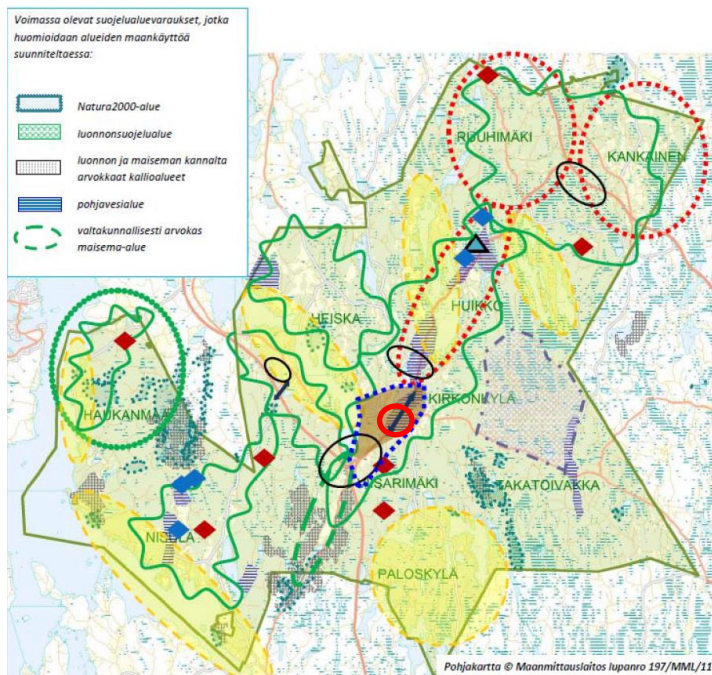 Voimassa olevat suojelualuevaraukset, jotka
huomioidaan alueiden maankäyttöä
suunniteltaessa:
Natura2000-alue
luonnonsuojelualue
luonnon ja maiseman kannalta
arvokkaat kallioalueet
pohjavesialue
valtakunnallisesti arvokas
maisema-alue
RUUHIMÄKI
KANKAINEN
HUIKKO
HEISKA
HAUKANMAA
KIRKONKYLÄ
SARIMÄKI
TAKATOIVAKKA
NISULA
PALOSKYLÄ
Pohjakartta © Maanmittauslaitos lupanro 197/MML/11